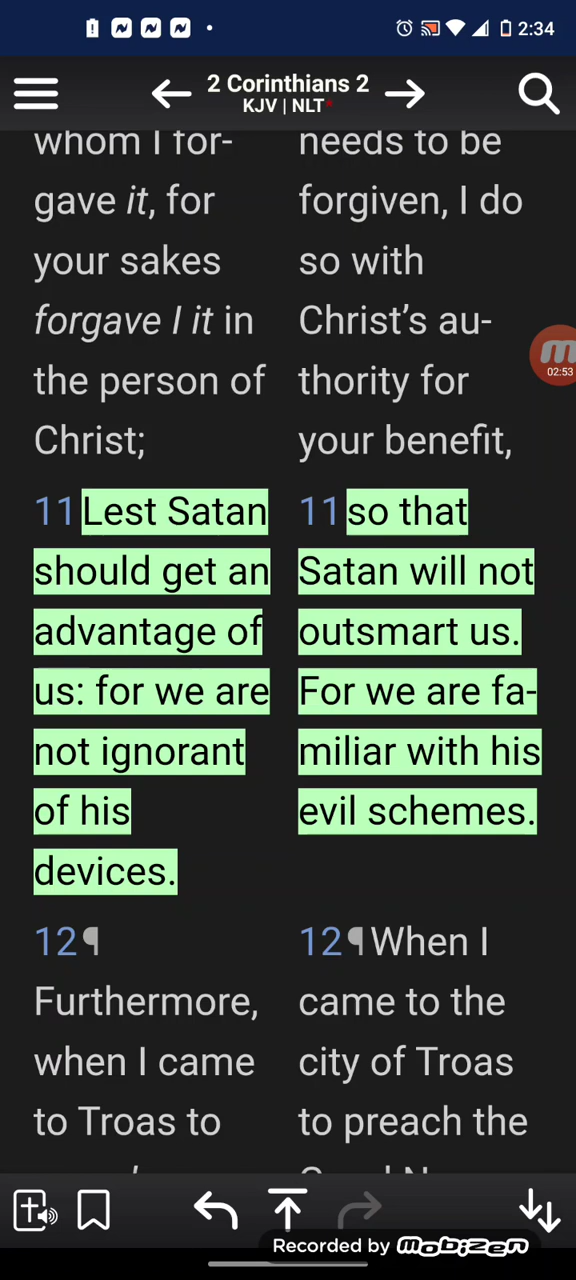 2:34
2 Corinthians 2
KJV | NLT*
whom I for-
gave it, for
your sakes
forgave I it in
the person of
Christ;
11 Lest Satan
should get an
advantage of
us: for we are
not ignorant
of his
devices.
12 ¶
Furthermore,
when I came
to Troas to
needs to be
forgiven, I do
so with
Christ’s au-
thority for
your benefit,
11 so that
Satan will not
outsmart us.
For we are fa-
miliar with his
evil schemes.
12 ¶ When I
came to the
city of Troas
to preach the
m
02:53
Recorded by mobizen